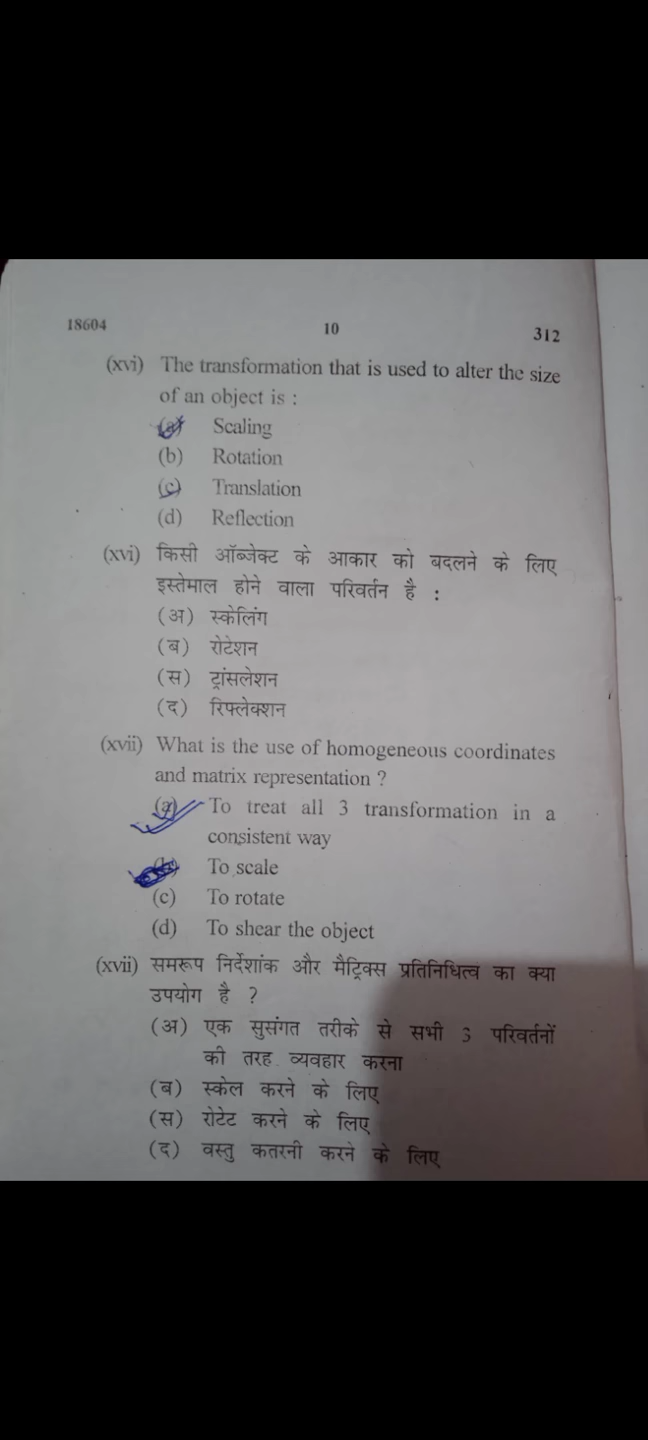 18604 10 312
(xvi) The transformation that is used to alter the size
of an object is :
(a) Scaling
(b) Rotation
(c) Translation
(d) Reflection
(xvi) किसी ऑब्जेक्ट के आकार को बदलने के लिए
इस्तेमाल होने वाला परिवर्तन है :
(अ) स्केलिंग
(ब) रोटेशन
(स) ट्रांसलेशन
(द) रिफ्लेक्शन
(xvii) What is the use of homogeneous coordinates
and matrix representation ?
(a) To treat all 3 transformation in a
consistent way
(b) To scale
(c) To rotate
(d) To shear the object
(xvii) समरूप निर्देशांक और मैट्रिक्स प्रतिनिधित्व का क्या
उपयोग है ?
(अ) एक सुसंगत तरीके से सभी 3 परिवर्तनों
की तरह व्यवहार करना
(ब) स्केल करने के लिए
(स) रोटेट करने के लिए
(द) वस्तु कतरनी करने के लिए